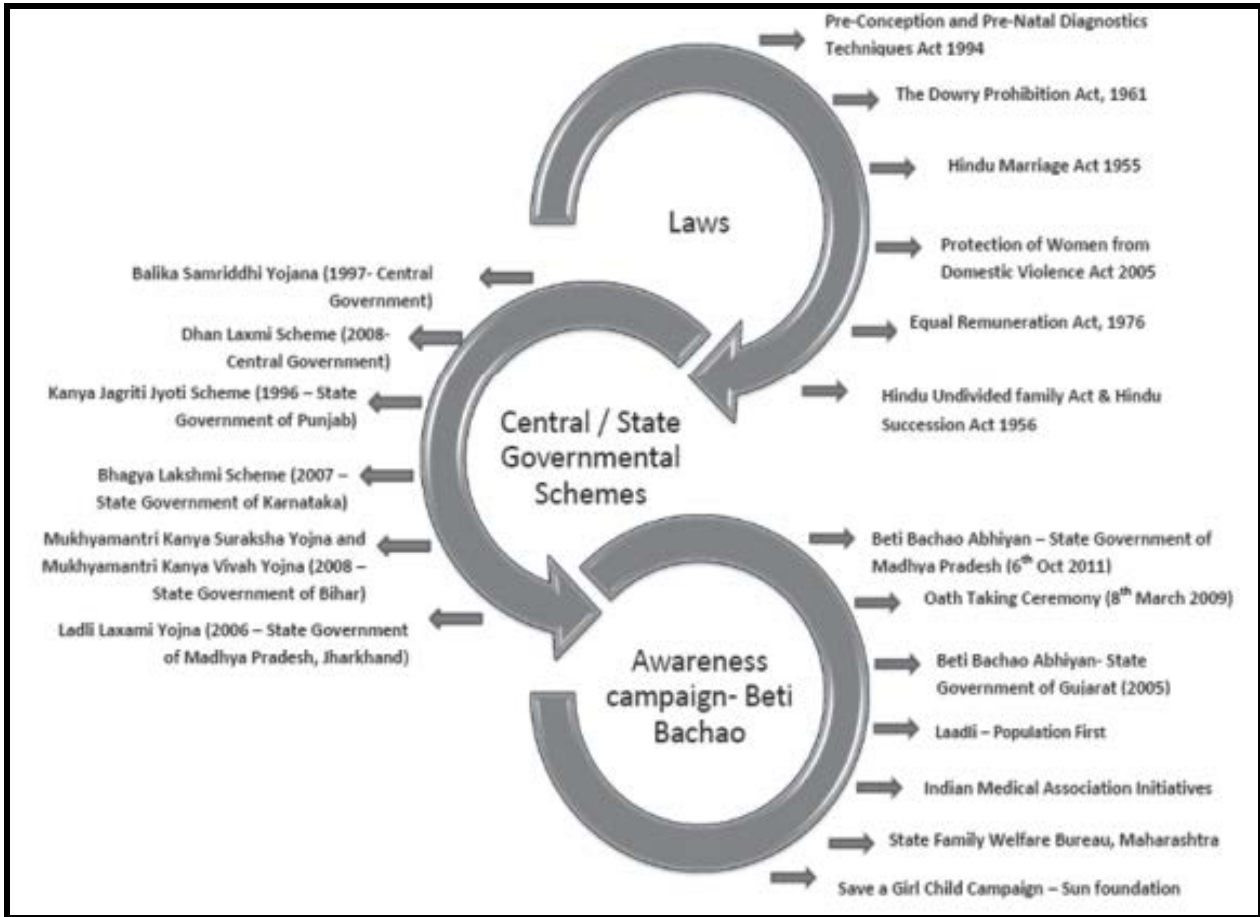 Pre-Conception and Pre-Natal Diagnostics
Techniques Act 1994
The Dowry Prohibition Act, 1961
Hindu Marriage Act 1955
Laws
Protection of Women from
Domestic Violence Act 2005
Equal Remuneration Act, 1976
Hindu Undivided family Act & Hindu
Succession Act 1956
Balika Samriddhi Yojana (1997- Central
Government)
Dhan Laxmi Scheme (2008-
Central Government)
Kanya Jagriti Jyoti Scheme (1996 – State
Government of Punjab)
Bhagya Lakshmi Scheme (2007 –
State Government of Karnataka)
Mukhyamantri Kanya Suraksha Yojna and
Mukhyamantri Kanya Vivah Yojna (2008 –
State Government of Bihar)
Ladli Laxami Yojna (2006 – State Government
of Madhya Pradesh, Jharkhand)
Central / State
Governmental
Schemes
Beti Bachao Abhiyan – State Government of
Madhya Pradesh (6th Oct 2011)
Oath Taking Ceremony (8th March 2009)
Beti Bachao Abhiyan- State
Government of Gujarat (2005)
Laadli – Population First
Indian Medical Association Initiatives
State Family Welfare Bureau, Maharashtra
Save a Girl Child Campaign – Sun foundation
Awareness
campaign- Beti
Bachao